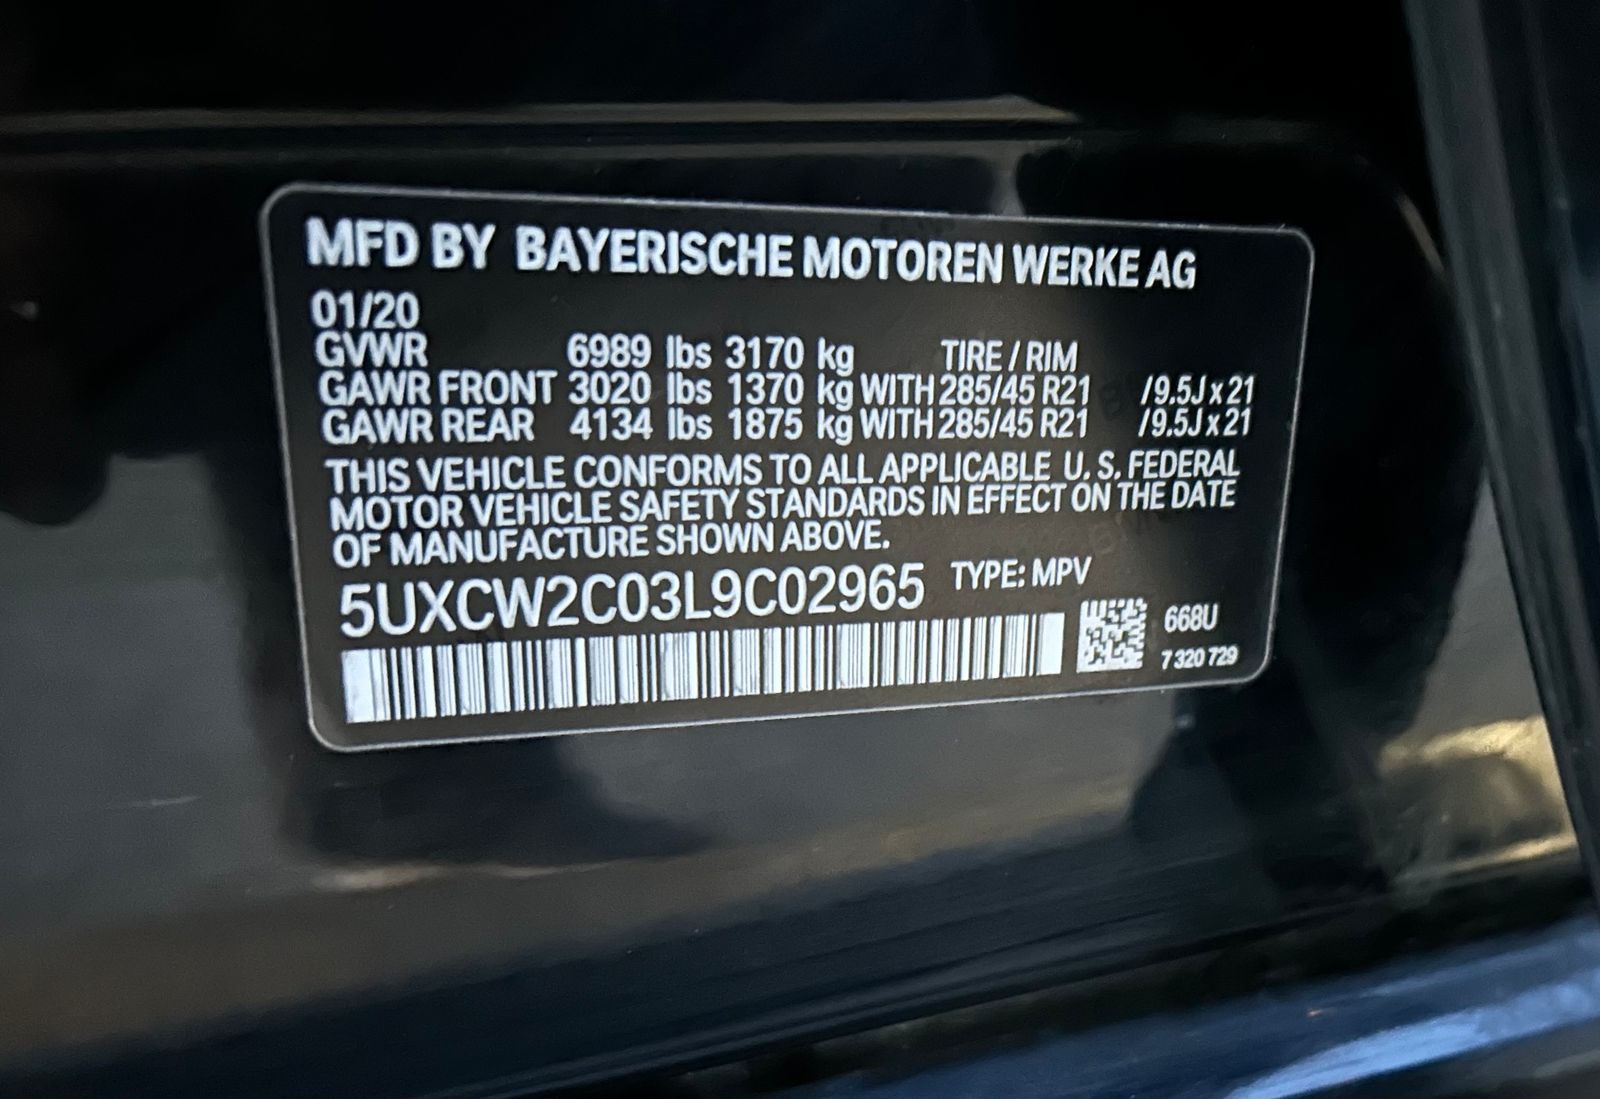 MFD BY BAYERISCHE MOTOREN WERKE AG
01/20
GVWR 6989 lbs 3170 kg TIRE / RIM
GAWR FRONT 3020 lbs 1370 kg WITH 285/45 R21 /9.5J x 21
GAWR REAR 4134 lbs 1875 kg WITH 285/45 R21 /9.5J x 21
THIS VEHICLE CONFORMS TO ALL APPLICABLE U. S. FEDERAL
MOTOR VEHICLE SAFETY STANDARDS IN EFFECT ON THE DATE
OF MANUFACTURE SHOWN ABOVE.
5UXCW2C03L9C02965 TYPE: MPV
668U
7 320 729